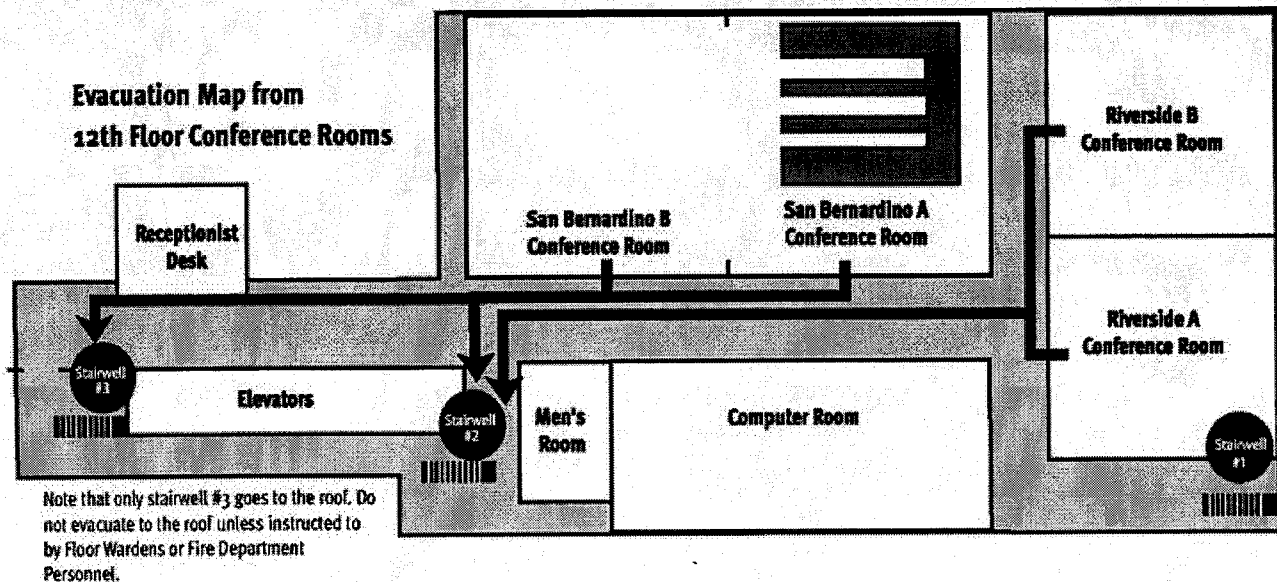 Evacuation Map from
12th Floor Conference Rooms
Receptionist
Desk
San Bernardino B
Conference Room
San Bernardino A
Conference Room
Riverside B
Conference Room
Riverside A
Conference Room
Stairwell
#3
Elevators
Stairwell
#2
Men's
Room
Computer Room
Stairwell
#1
Note that only stairwell #3 goes to the roof. Do
not evacuate to the roof unless instructed to
by Floor Wardens or Fire Department
Personnel.